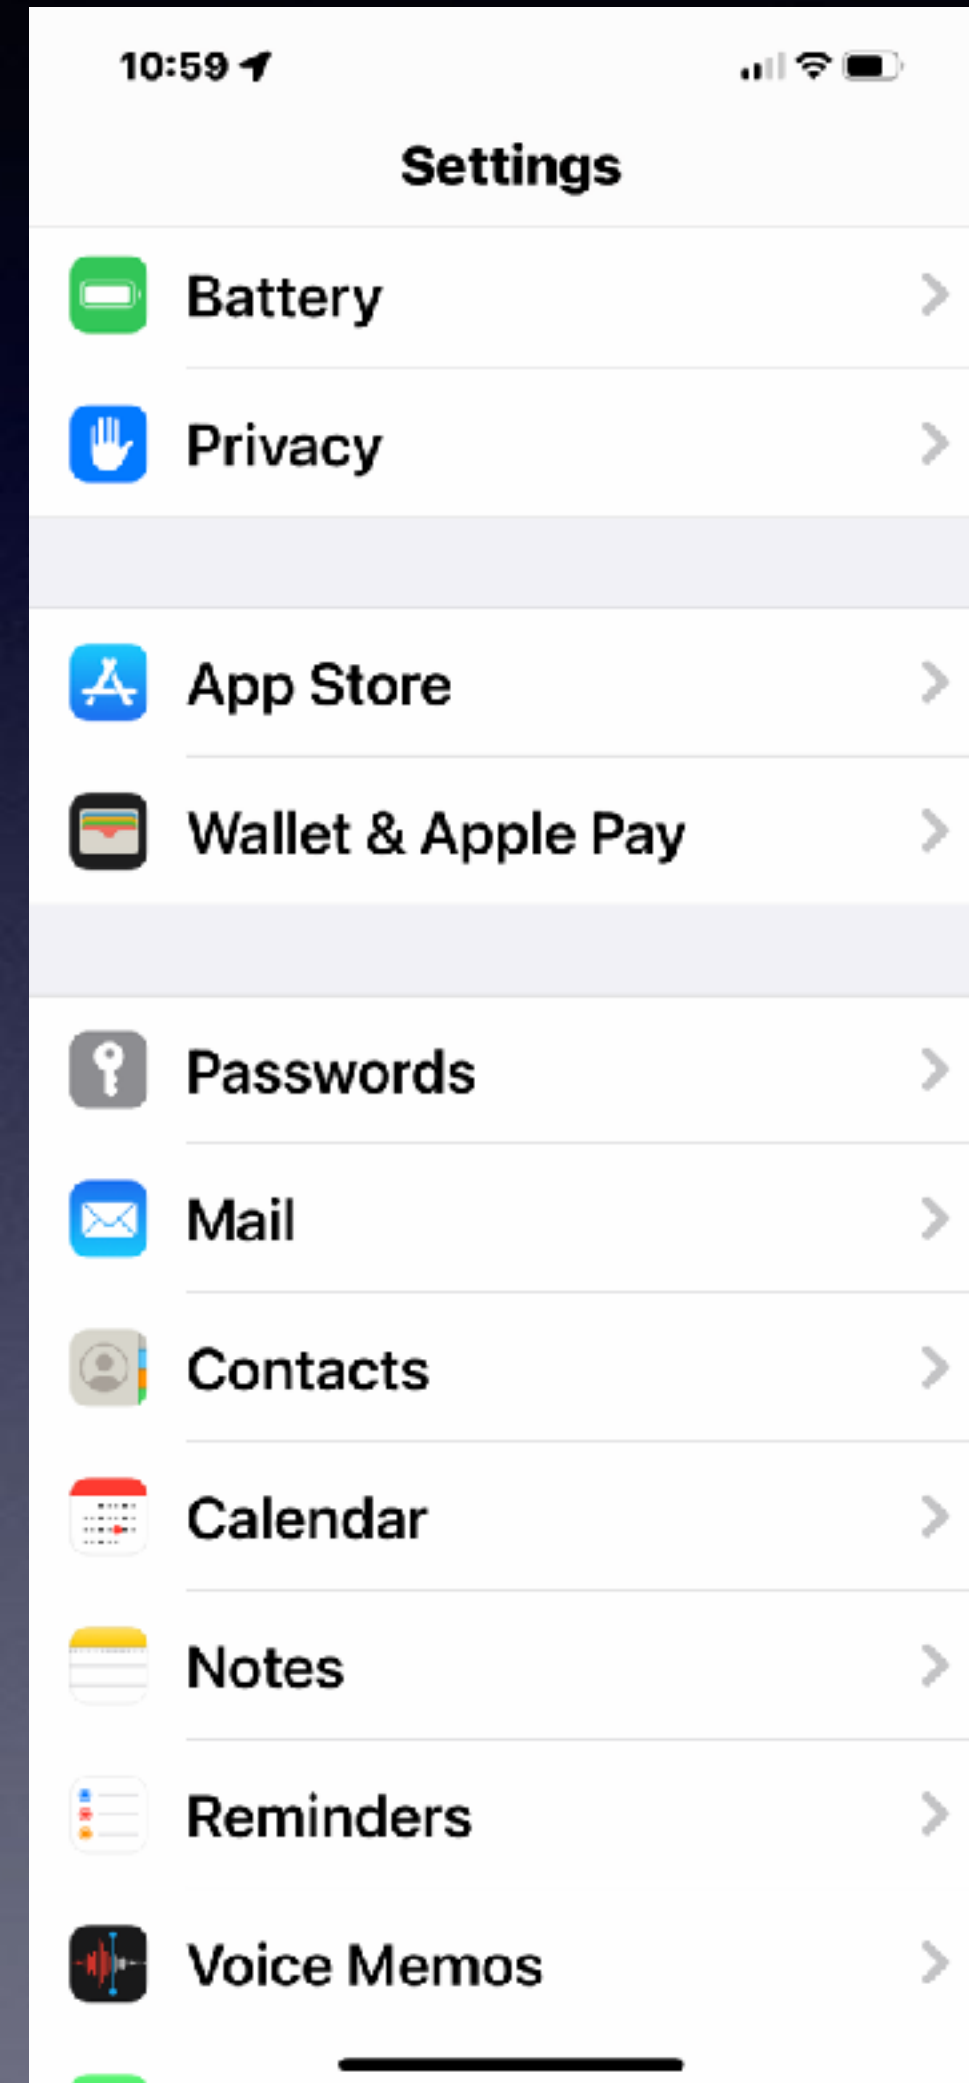 10:59
Settings
Battery
Privacy
App Store
Wallet & Apple Pay
Passwords
Mail
Contacts
Calendar
Notes
Reminders
Voice Memos